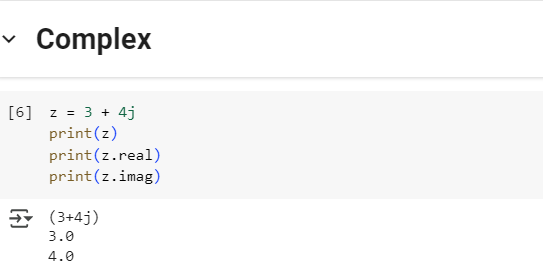 Complex
[6] z = 3 + 4j
print(z)
print(z.real)
print(z.imag)
(3+4j)
3.0
4.0